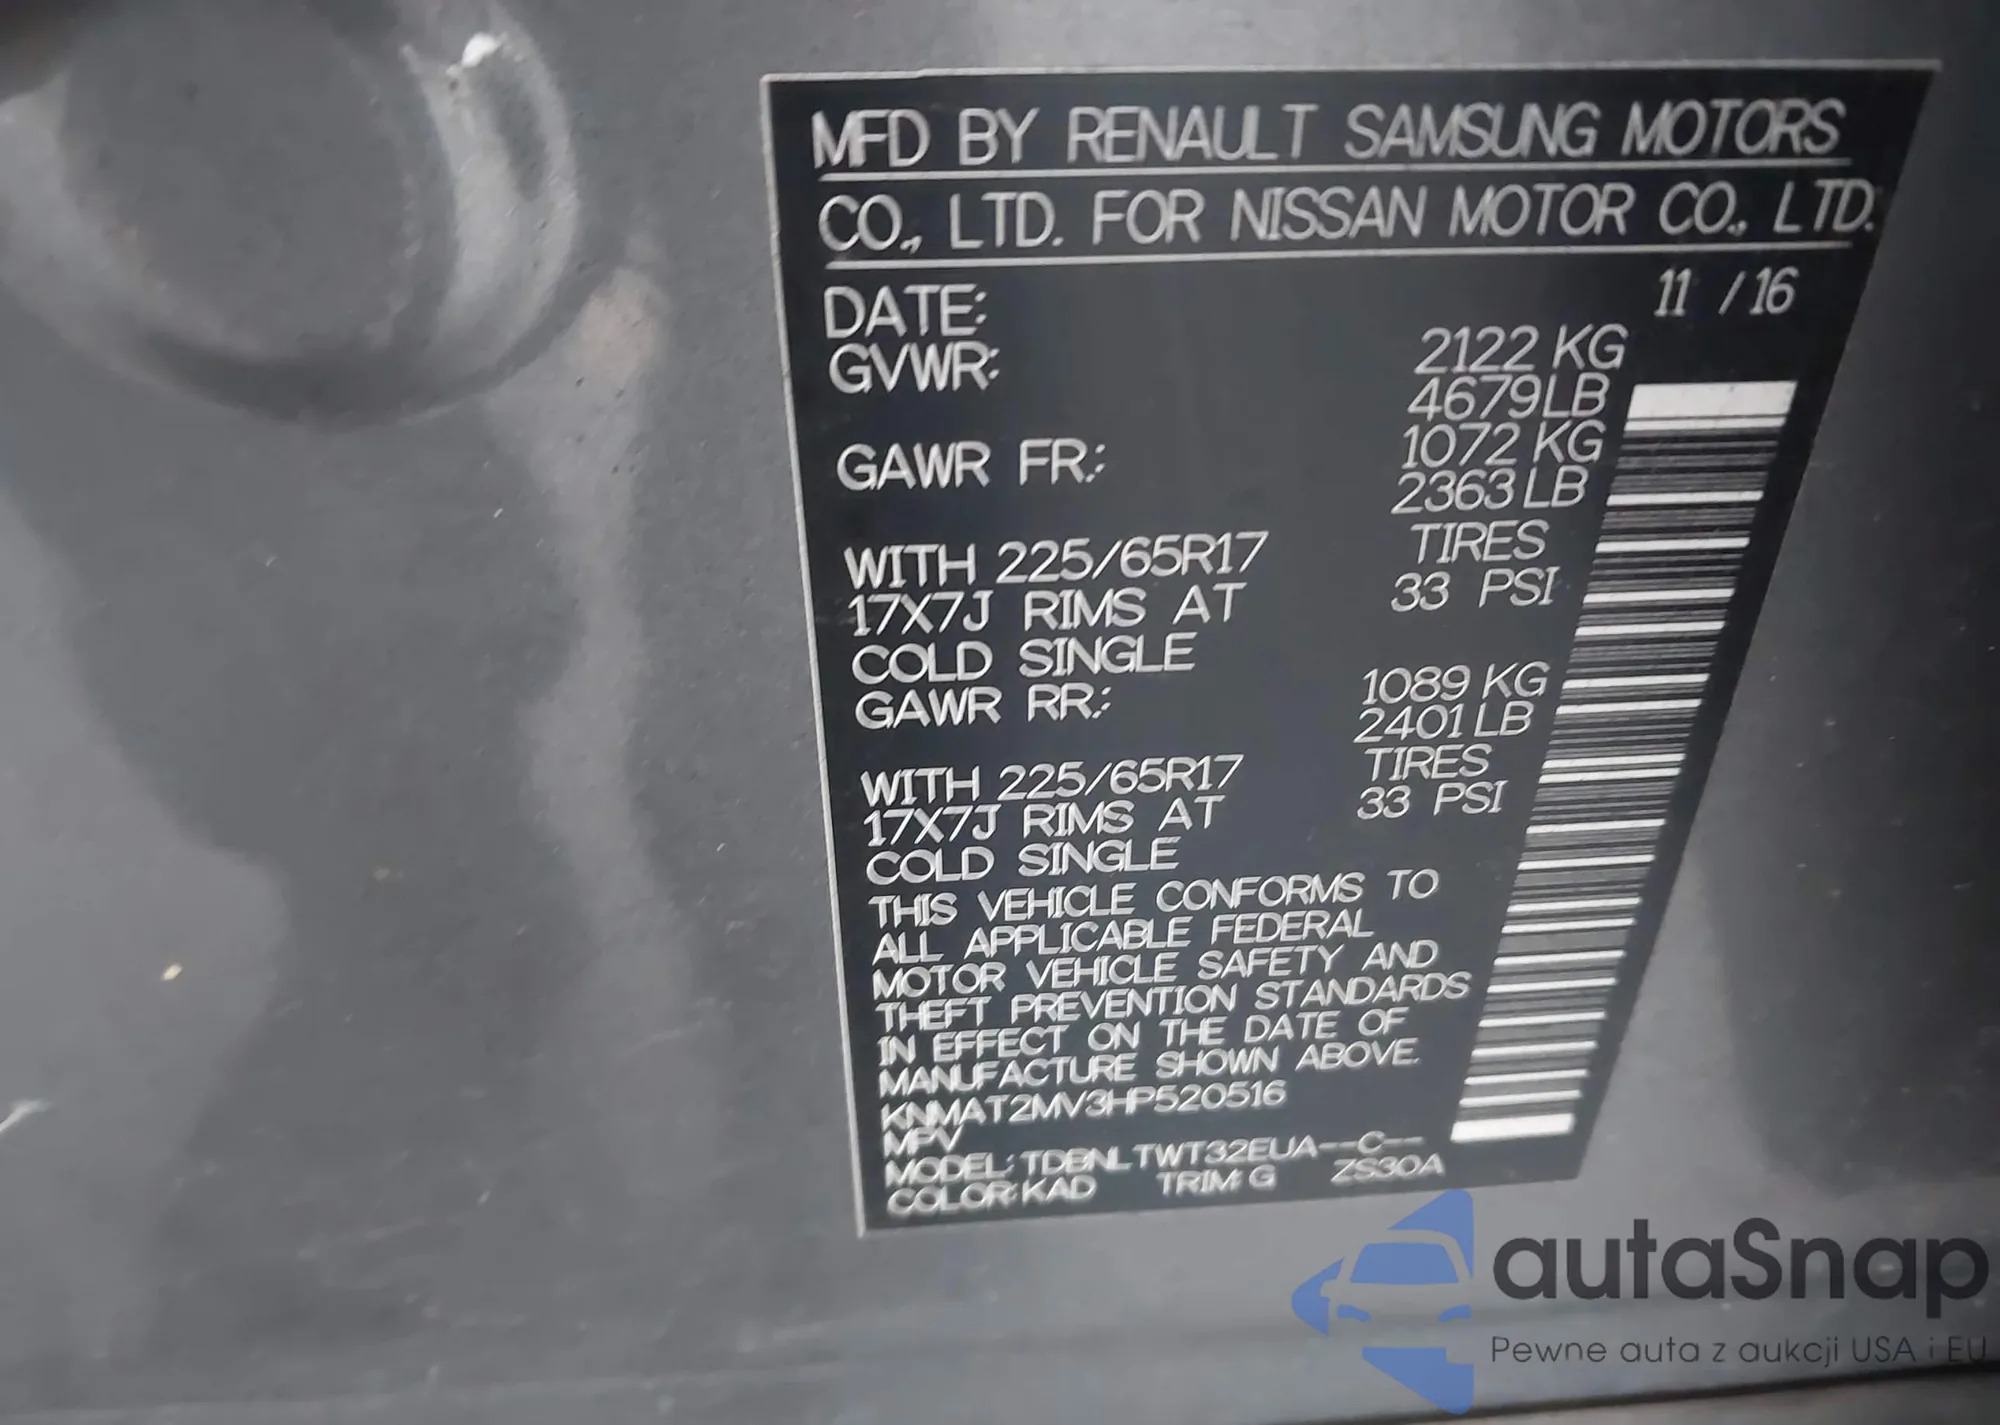 MFD BY RENAULT SAMSUNG MOTORS
CO., LTD. FOR NISSAN MOTOR CO., LTD.
DATE: 11 / 16
GVWR: 2122 KG
4679 LB
GAWR FR.: 1072 KG
2363 LB
WITH 225/65R17 TIRES
17X7J RIMS AT 33 PSI
COLD SINGLE
GAWR RR.: 1089 KG
2401 LB
WITH 225/65R17 TIRES
17X7J RIMS AT 33 PSI
COLD SINGLE
THIS VEHICLE CONFORMS TO
ALL APPLICABLE FEDERAL
MOTOR VEHICLE SAFETY AND
THEFT PREVENTION STANDARDS
IN EFFECT ON THE DATE OF
MANUFACTURE SHOWN ABOVE.
KNMAT2MV3HP520516
MPV
MODEL: TDBNLTWT32EUA--C--
COLOR: KAD TRIM: G ZS30A
autaSnap
Pewne auta z aukcji USA i EU